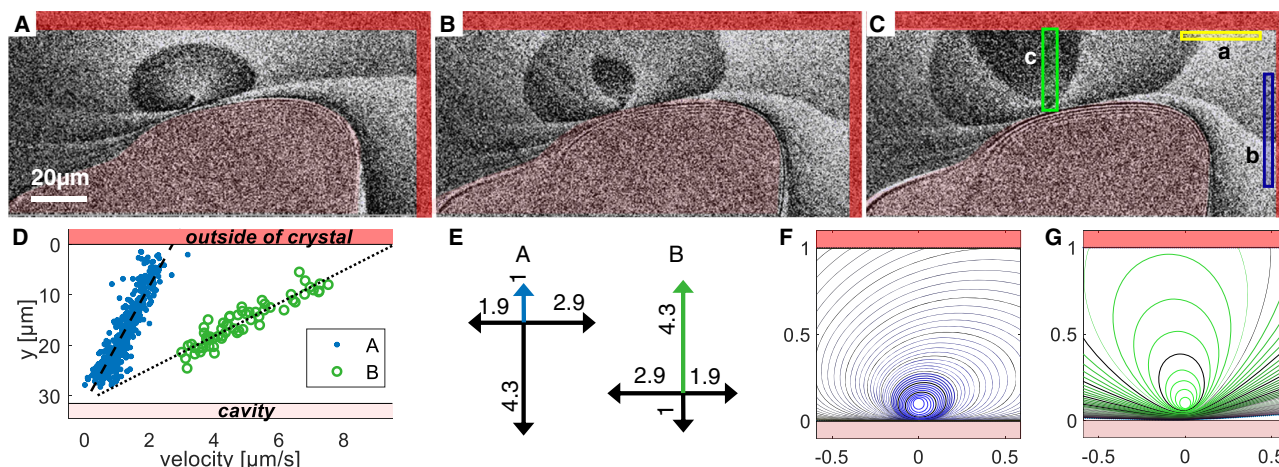 A
B
C
c
a
b
20μm
D
outside of crystal
0
10
20
30
y [μm]
A
B
cavity
0
2
4
6
8
velocity [μm/s]
E
A
B
1
1.9
2.9
4.3
4.3
2.9
1.9
1
F
1
0.5
0
-0.5
0
0.5
G
1
0.5
0
-0.5
0
0.5